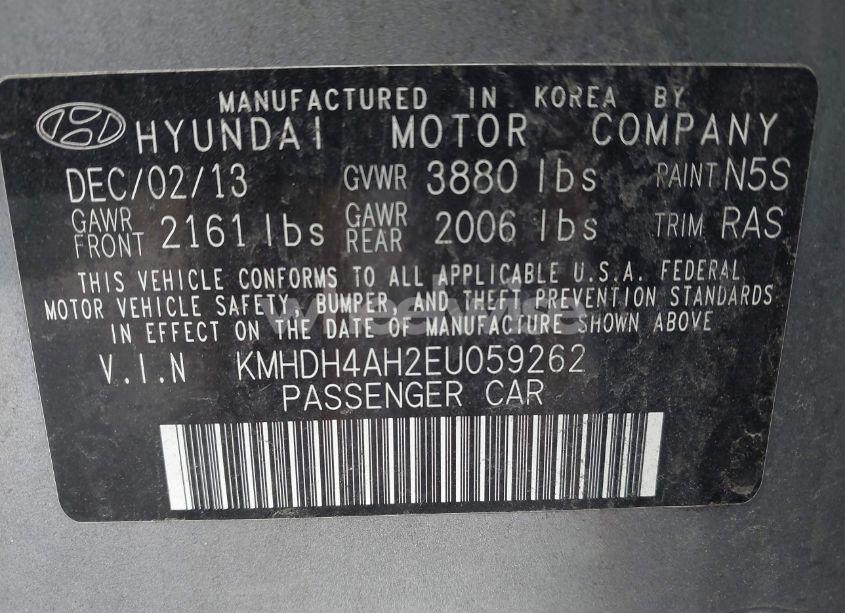 MANUFACTURED IN KOREA BY
HYUNDAI MOTOR COMPANY
DEC/02/13 GVWR 3880 lbs PAINT N5S
GAWR FRONT 2161 lbs GAWR REAR 2006 lbs TRIM RAS
THIS VEHICLE CONFORMS TO ALL APPLICABLE U.S.A. FEDERAL
MOTOR VEHICLE SAFETY, BUMPER, AND THEFT PREVENTION STANDARDS
IN EFFECT ON THE DATE OF MANUFACTURE SHOWN ABOVE
V.I.N KMHDH4AH2EU059262
PASSENGER CAR